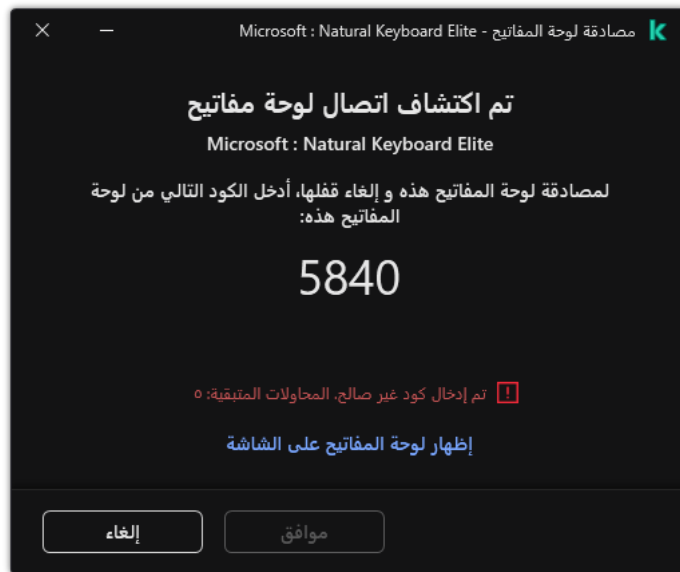 مصادقة لوحة المفاتيح - Microsoft : Natural Keyboard Elite
تم اكتشاف اتصال لوحة مفاتيح
Microsoft : Natural Keyboard Elite
لمصادقة لوحة المفاتيح هذه و إلغاء قفلها، أدخل الكود التالي من لوحة
المفاتيح هذه:
5840
تم إدخال كود غير صالح. المحاولات المتبقية: ٥
إظهار لوحة المفاتيح على الشاشة
موافق
إلغاء